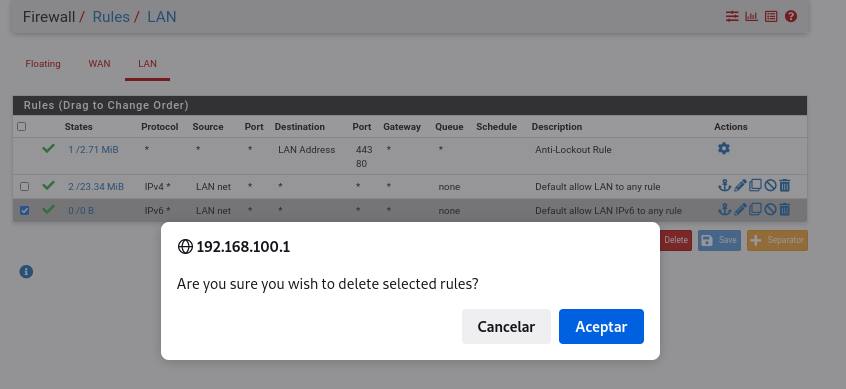 Firewall / Rules / LAN
Floating WAN LAN
Rules (Drag to Change Order)
States Protocol Source Port Destination Port Gateway Queue Schedule Description Actions
1 /2.71 MiB * * * LAN Address 443 * * Anti-Lockout Rule
80
2 /23.34 MiB IPv4 * LAN net * * * * none Default allow LAN to any rule
0 /0 B IPv6 * LAN net * * * * none Default allow LAN IPv6 to any rule
Delete Save Separator
192.168.100.1
Are you sure you wish to delete selected rules?
Cancelar Aceptar